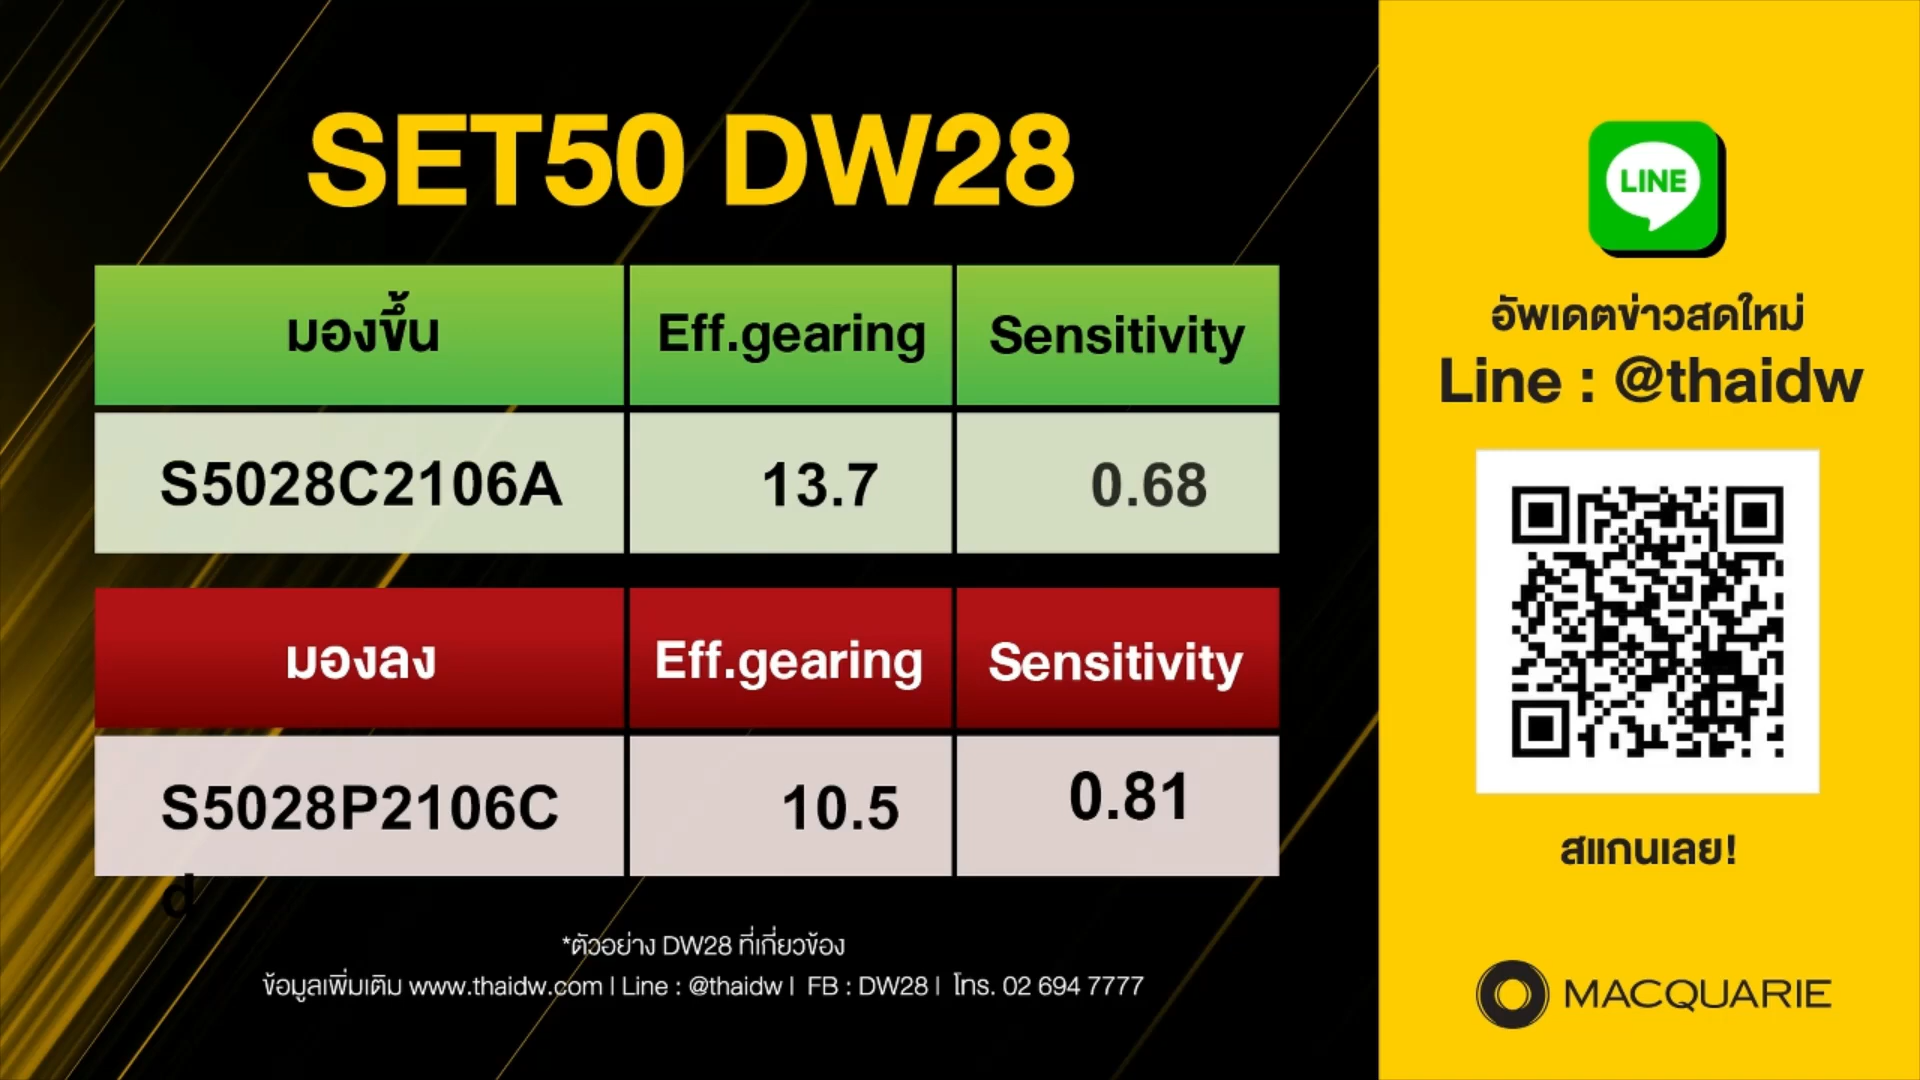 SET50 DW28
มองขึ้น Eff.gearing Sensitivity
S5028C2106A 13.7 0.68
มองลง Eff.gearing Sensitivity
S5028P2106C 10.5 0.81
d
*ตัวอย่าง DW28 ที่เกี่ยวข้อง
ข้อมูลเพิ่มเติม www.thaidw.com | Line : @thaidw | FB : DW28 | โทร. 02 694 7777
LINE
อัพเดตข่าวสดใหม่
Line : @thaidw
สแกนเลย!
MACQUARIE